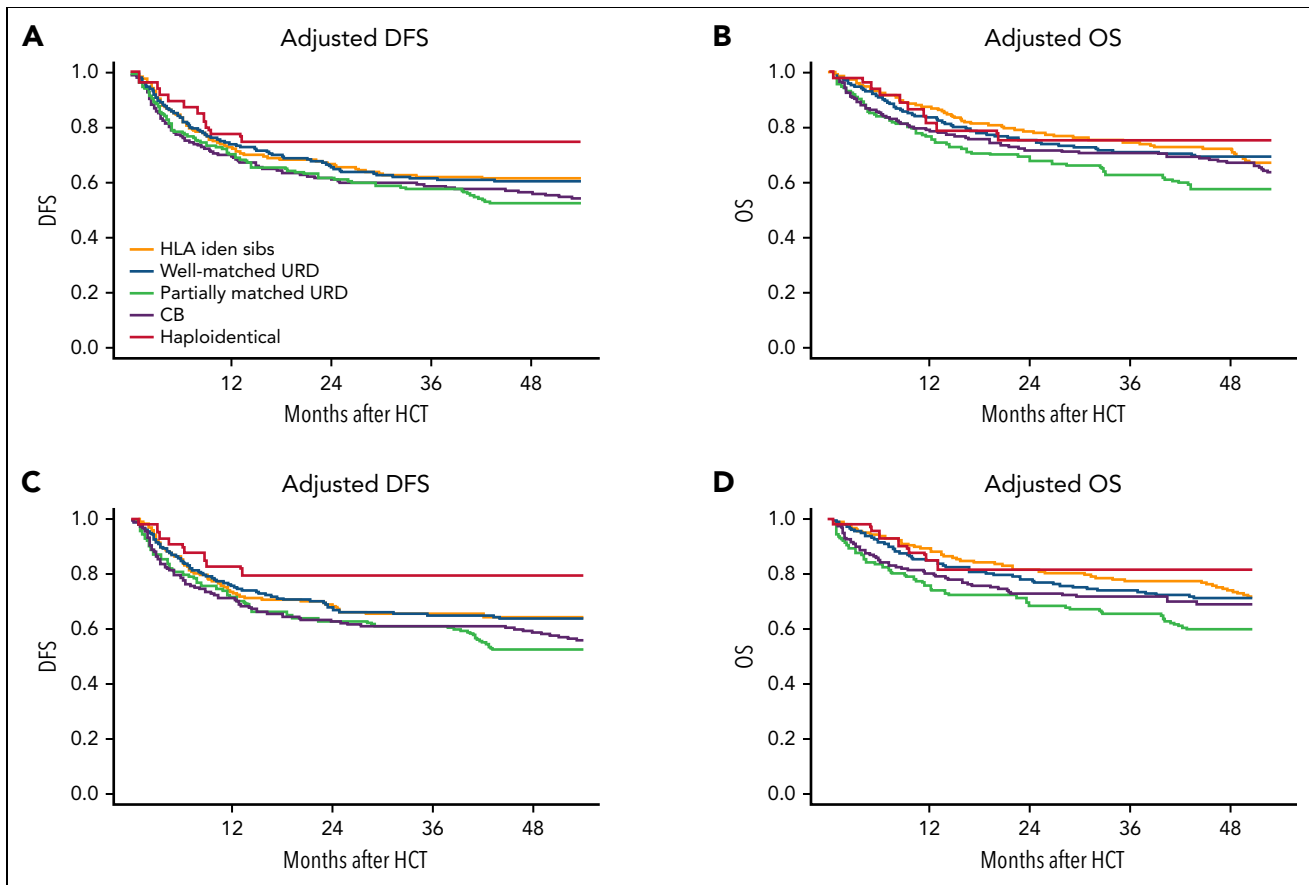 A
Adjusted DFS
1.0
0.8
0.6
0.4
0.2
0.0
DFS
HLA iden sibs
Well-matched URD
Partially matched URD
CB
Haploidentical
12 24 36 48
Months after HCT
B
Adjusted OS
1.0
0.8
0.6
0.4
0.2
0.0
OS
12 24 36 48
Months after HCT
C
Adjusted DFS
1.0
0.8
0.6
0.4
0.2
0.0
DFS
12 24 36 48
Months after HCT
D
Adjusted OS
1.0
0.8
0.6
0.4
0.2
0.0
OS
12 24 36 48
Months after HCT